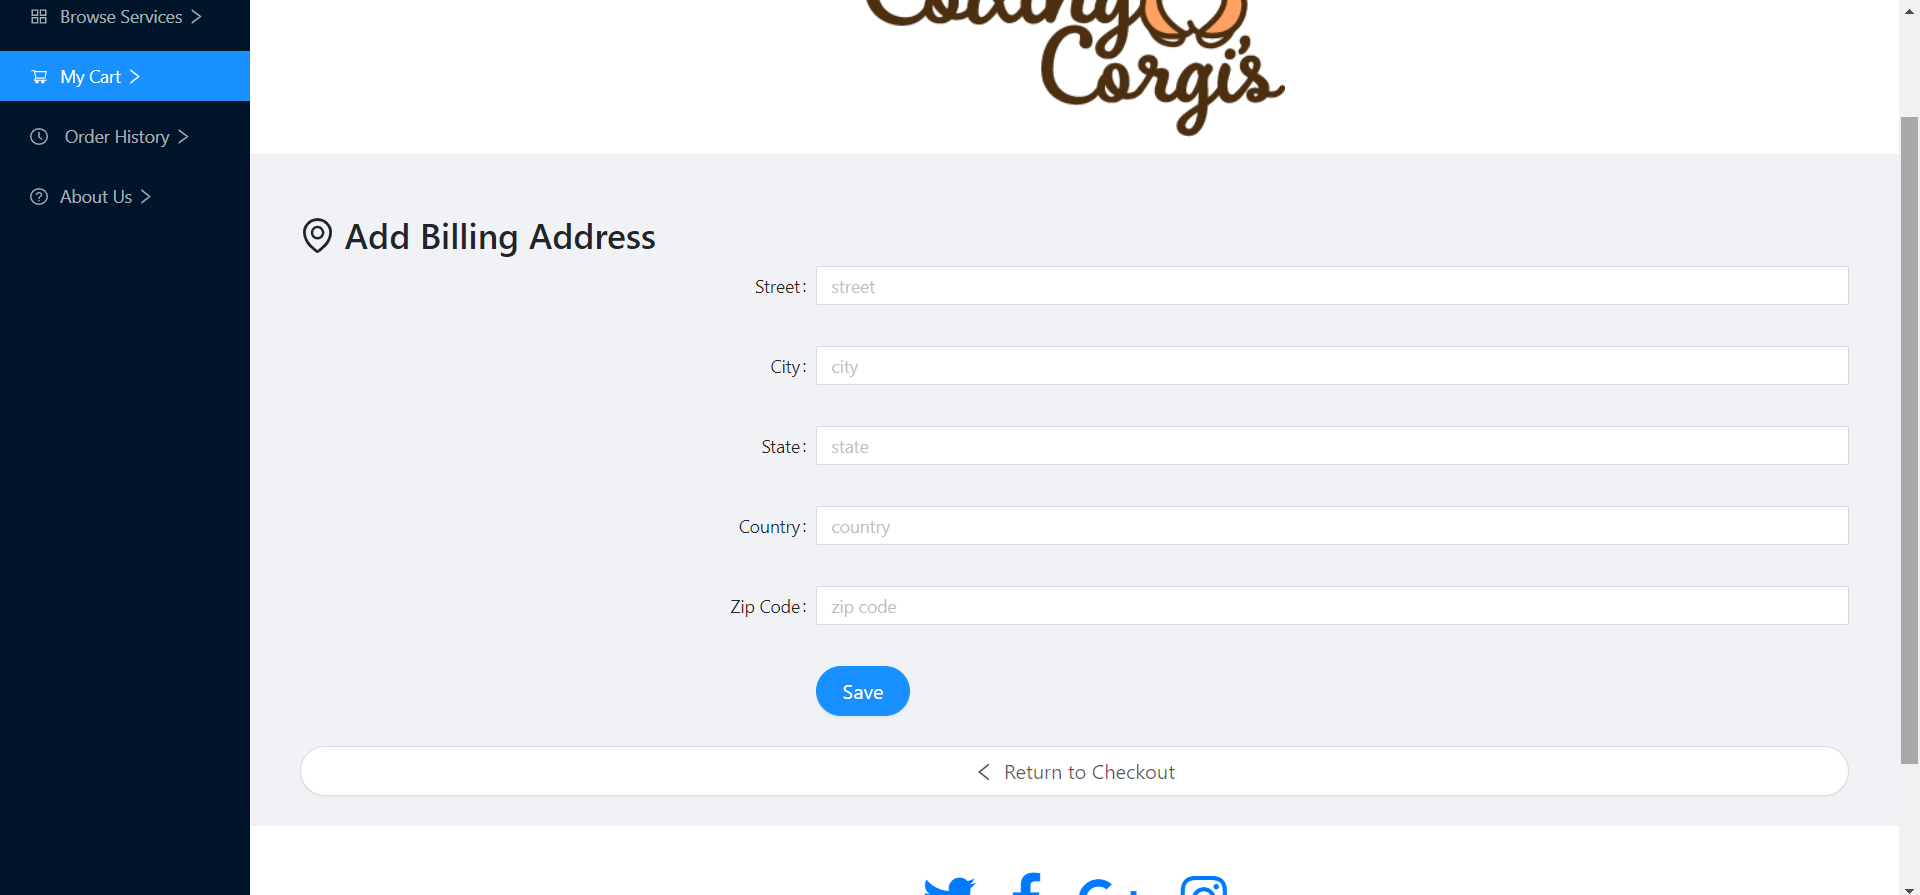 Browse Services
My Cart
Order History
About Us
Corgi's
Add Billing Address
Street:
street
City:
city
State:
state
Country:
country
Zip Code:
zip code
Save
Return to Checkout